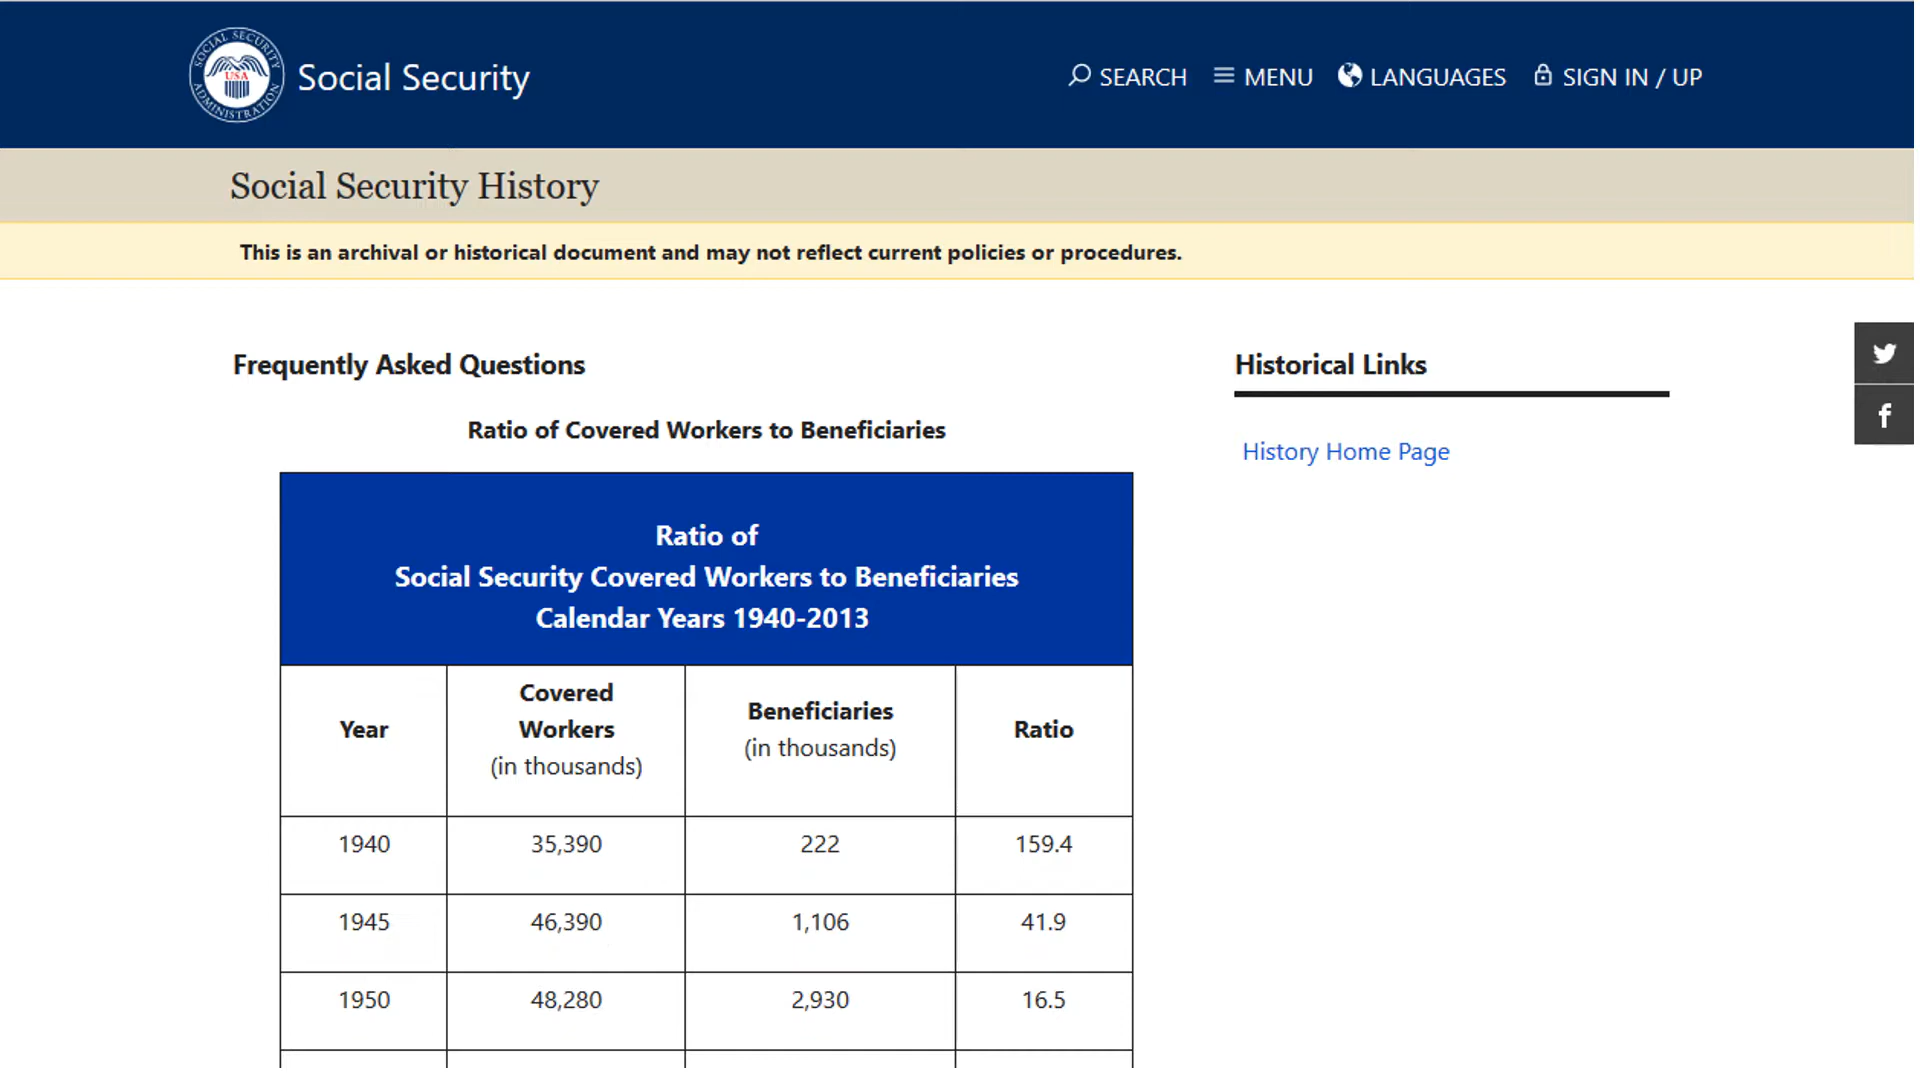 SOCIAL SECURITY ADMINISTRATION
USA
Social Security
SEARCH
MENU
LANGUAGES
SIGN IN / UP
Social Security History
This is an archival or historical document and may not reflect current policies or procedures.
Frequently Asked Questions
Ratio of Covered Workers to Beneficiaries
Ratio of
Social Security Covered Workers to Beneficiaries
Calendar Years 1940-2013
Year
Covered
Workers
(in thousands)
Beneficiaries
(in thousands)
Ratio
1940 35,390 222 159.4
1945 46,390 1,106 41.9
1950 48,280 2,930 16.5
Historical Links
History Home Page